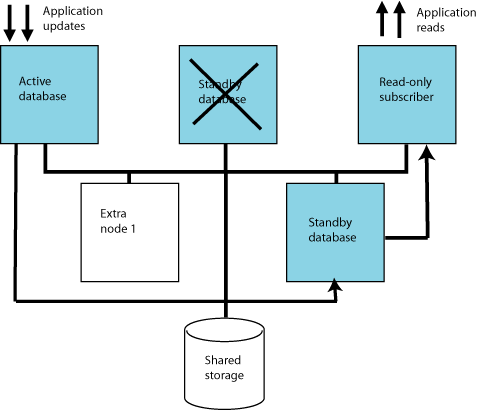 Application
updates
Application
reads
Active
database
Standby
database
Read-only
subscriber
Extra
node 1
Standby
database
Shared
storage